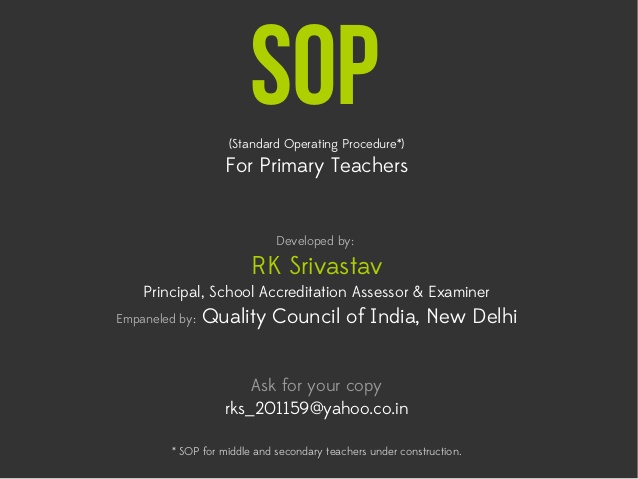 SOP
(Standard Operating Procedure*)
For Primary Teachers
Developed by:
RK Srivastav
Principal, School Accreditation Assessor & Examiner
Empaneled by: Quality Council of India, New Delhi
Ask for your copy
rks_201159@yahoo.co.in
* SOP for middle and secondary teachers under construction.